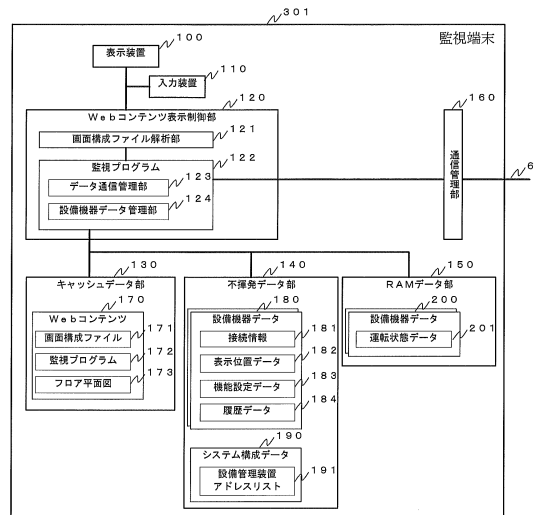 301
監視端末
100
表示装置
110
入力装置
120
Webコンテンツ表示制御部
121
画面構成ファイル解析部
122
監視プログラム
123
データ通信管理部
124
設備機器データ管理部
160
通信管理部
6
130
キャッシュデータ部
170
Webコンテンツ
171
画面構成ファイル
172
監視プログラム
173
フロア平面図
140
不揮発データ部
180
設備機器データ
181
接続情報
182
表示位置データ
183
機能設定データ
184
履歴データ
190
システム構成データ
191
設備管理装置
アドレスリスト
150
RAMデータ部
200
設備機器データ
201
運転状態データ